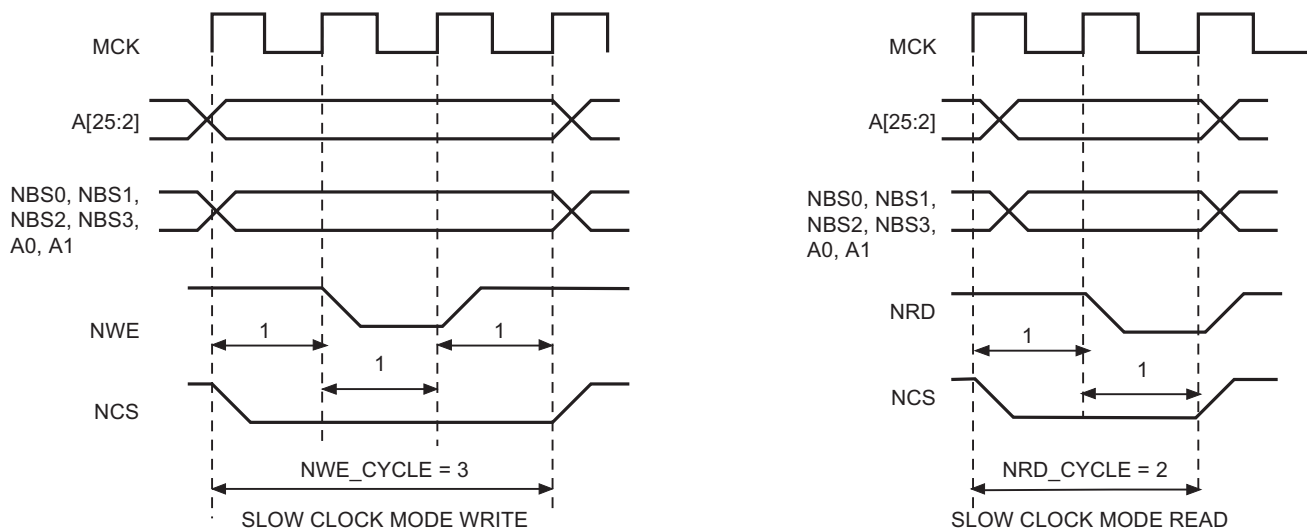 MCK
A[25:2]
NBS0, NBS1,
NBS2, NBS3,
A0, A1
NWE
1
1
1
NCS
NWE_CYCLE = 3
SLOW CLOCK MODE WRITE
MCK
A[25:2]
NBS0, NBS1,
NBS2, NBS3,
A0, A1
NRD
1
1
NCS
NRD_CYCLE = 2
SLOW CLOCK MODE READ